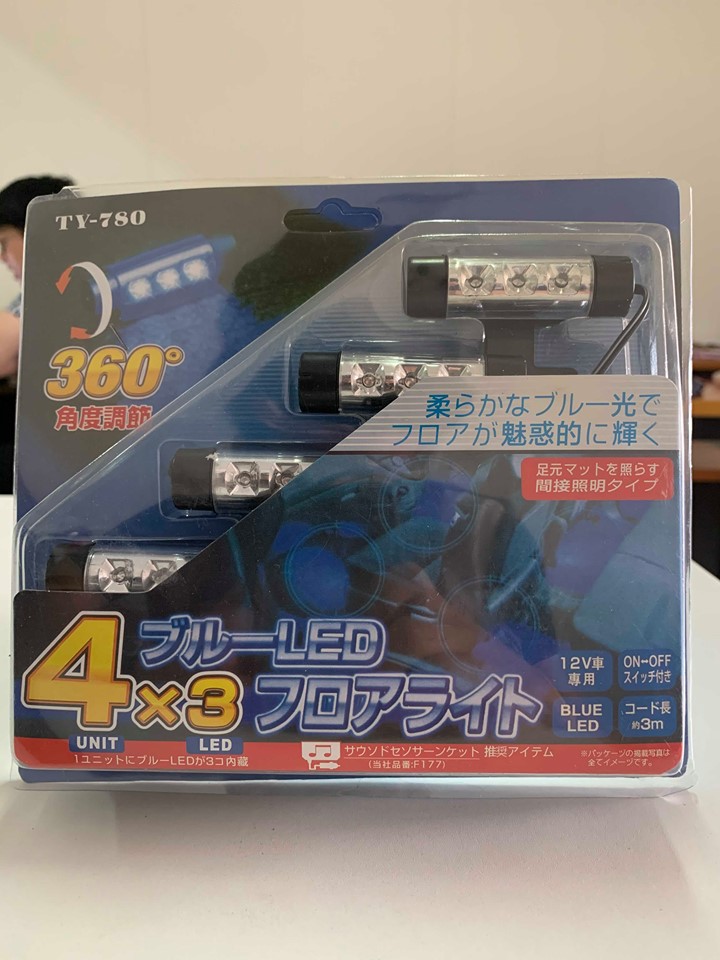 TY-780
360°
角度調節
柔らかなブルー光で
フロアが魅惑的に輝く
足元マットを照らす
間接照明タイプ
ブルーLED
4×3 フロアライト
UNIT LED
1ユニットにブルーLEDが3コ内蔵
12V車
専用
ON-OFF
スイッチ付き
BLUE
LED
コード長
約3m
サウソドセソサーンケット 推奨アイテム
(当社品番:F177)
※パッケージの掲載写真は
全てイメージです。